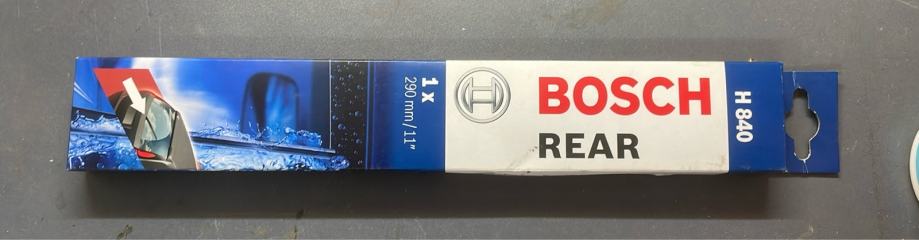 1 x
290 mm/11"
BOSCH
REAR
H 840